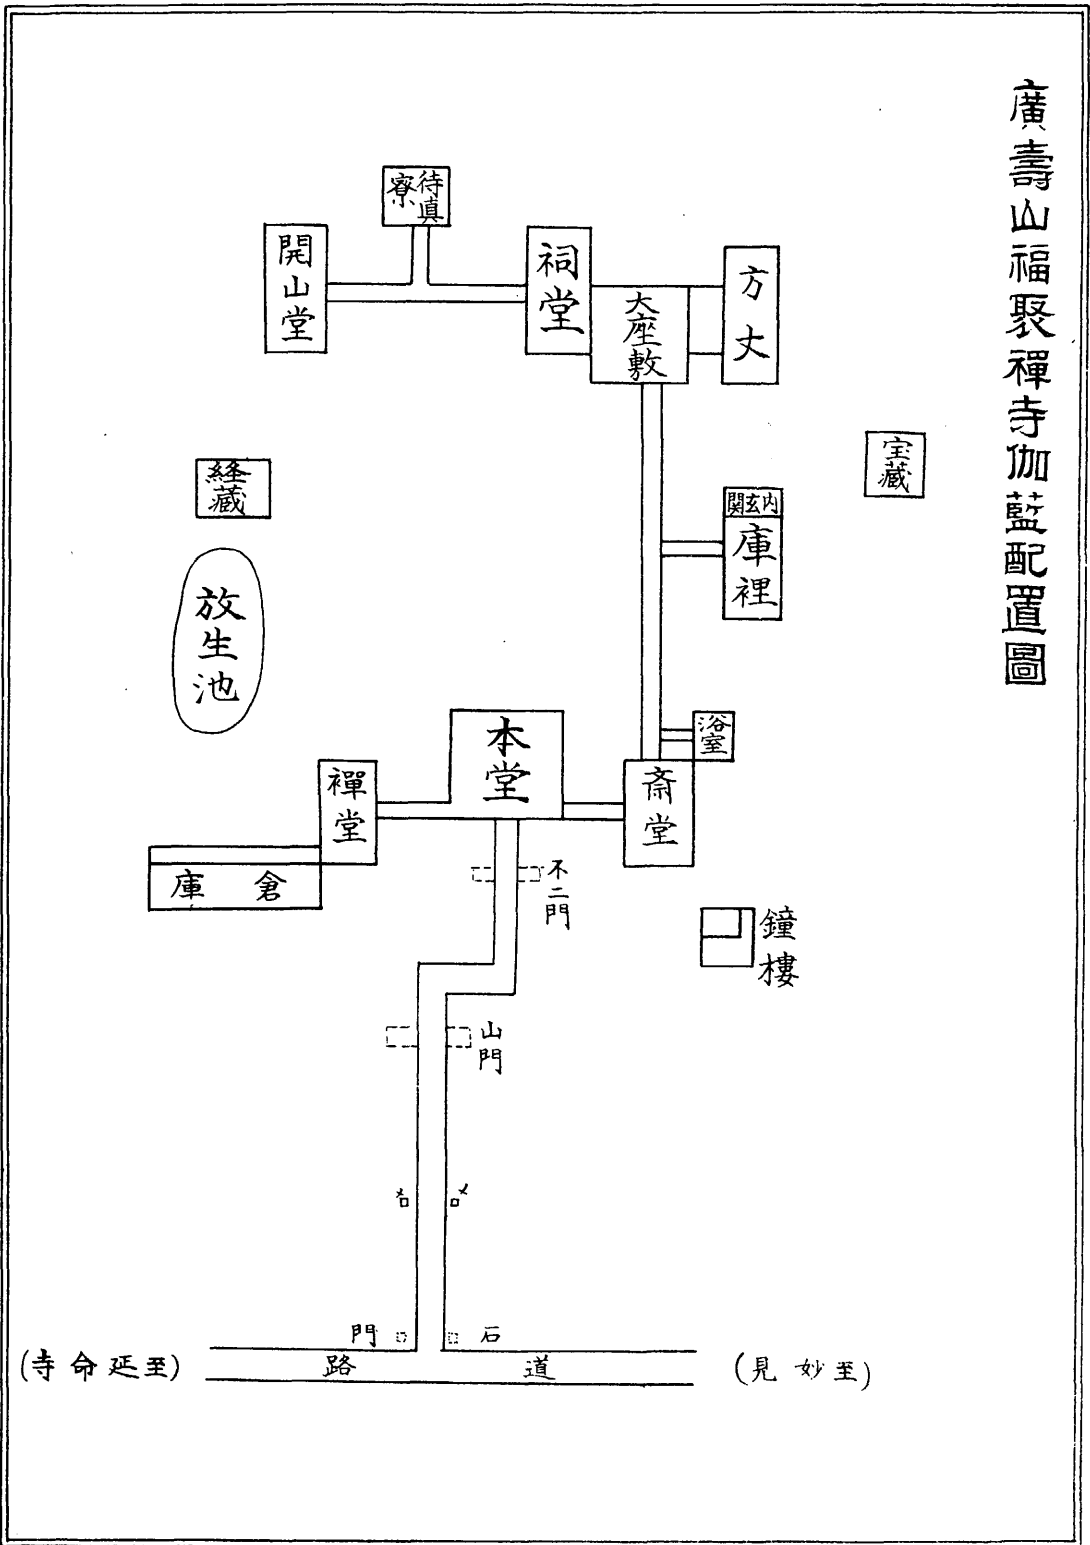 廣壽山福聚禪寺伽藍配置圖
方丈
大座敷
祠堂
待真
寮
開山堂
宝蔵
内玄関
庫裡
経蔵
放生池
浴室
斎堂
本堂
禪堂
倉庫
不二門
鐘樓
山門
石門
道路
(至妙見)
(至延命寺)